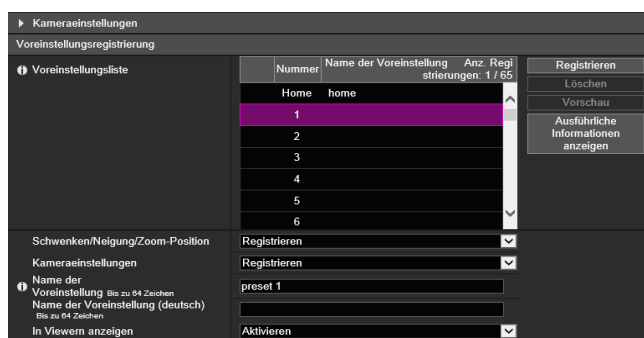 Kameraeinstellungen
Voreinstellungsregistrierung
Voreinstellungsliste
Nummer Name der Voreinstellung Anz. Regi
strierungen: 1 / 65
Home home
1
2
3
4
5
6
Registrieren
Löschen
Vorschau
Ausführliche
Informationen
anzeigen
Schwenken/Neigung/Zoom-Position Registrieren
Kameraeinstellungen Registrieren
Name der
Voreinstellung Bis zu 64 Zeichen preset 1
Name der Voreinstellung (deutsch)
Bis zu 64 Zeichen
In Viewern anzeigen Aktivieren